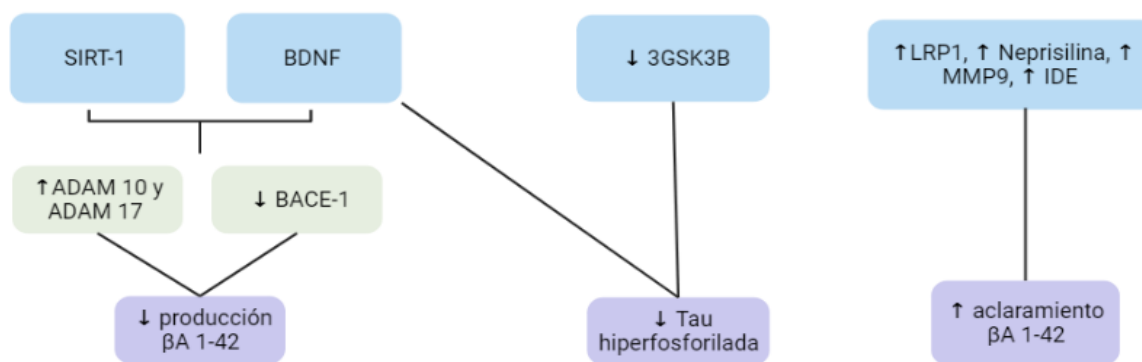 SIRT-1
BDNF
↓ 3GSK3B
↑LRP1, ↑ Neprisilina, ↑
MMP9, ↑ IDE
↑ADAM 10 y
ADAM 17
↓ BACE-1
↓ producción
βA 1-42
↓ Tau
hiperfosforilada
↑ aclaramiento
βA 1-42